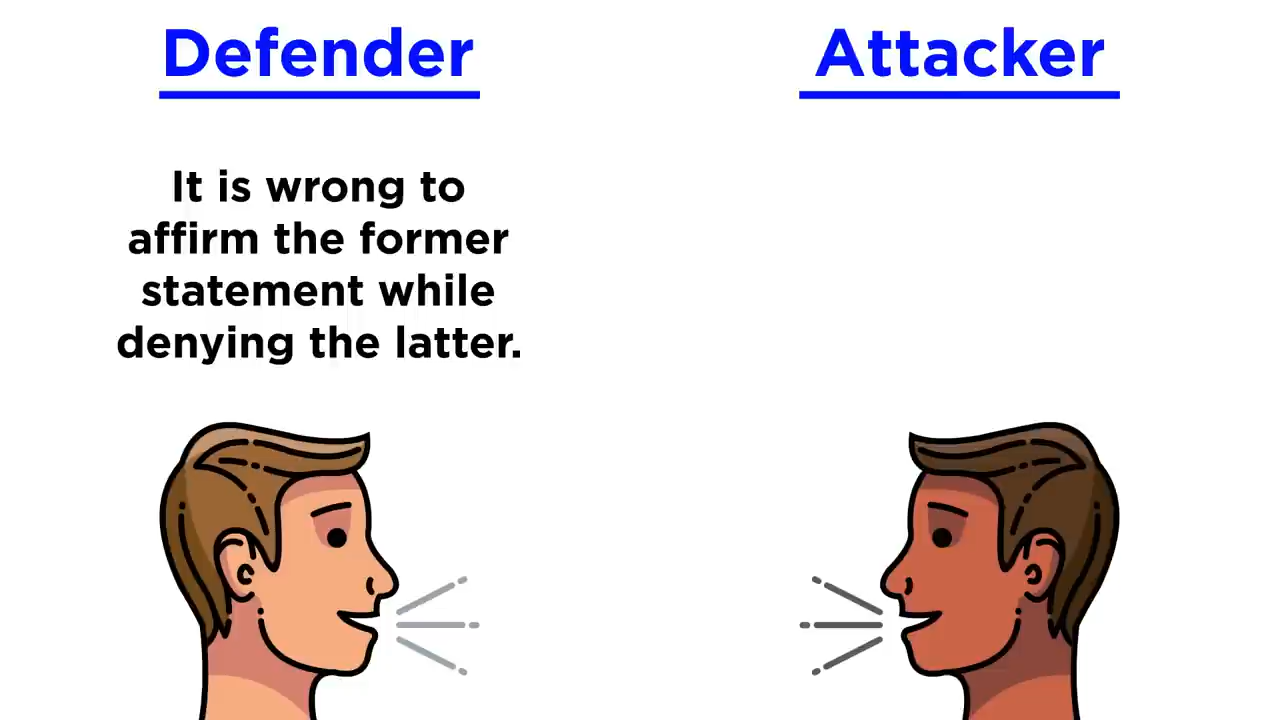 Defender
Attacker
It is wrong to
affirm the former
statement while
denying the latter.